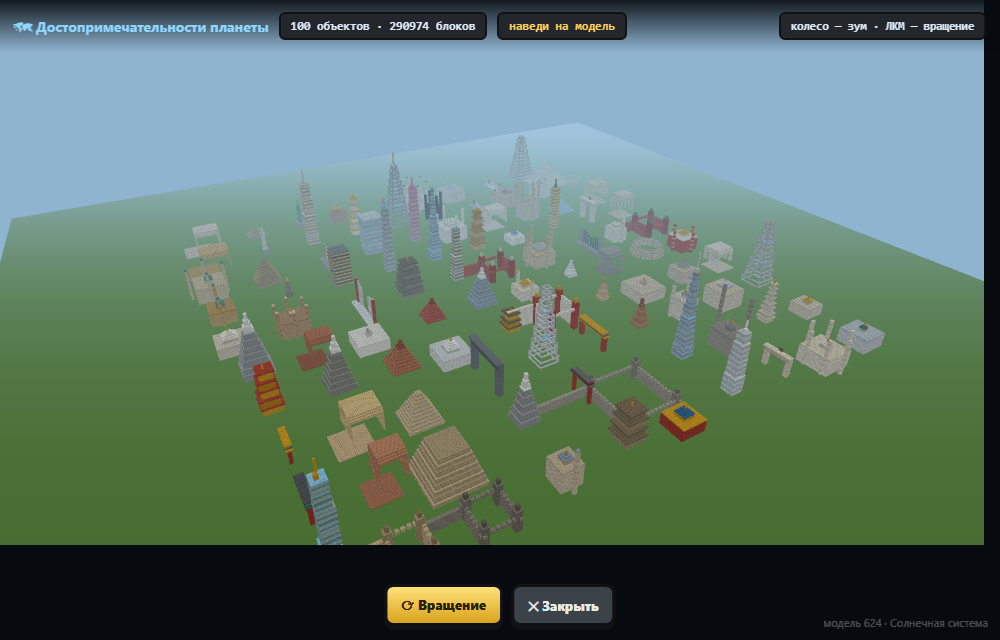 Достопримечательности планеты
100 объектов · 290974 блоков
наведи на модель
колесо — зум · ЛКМ — вращение
⟳ Вращение
✕ Закрыть
модель 624 · Солнечная система